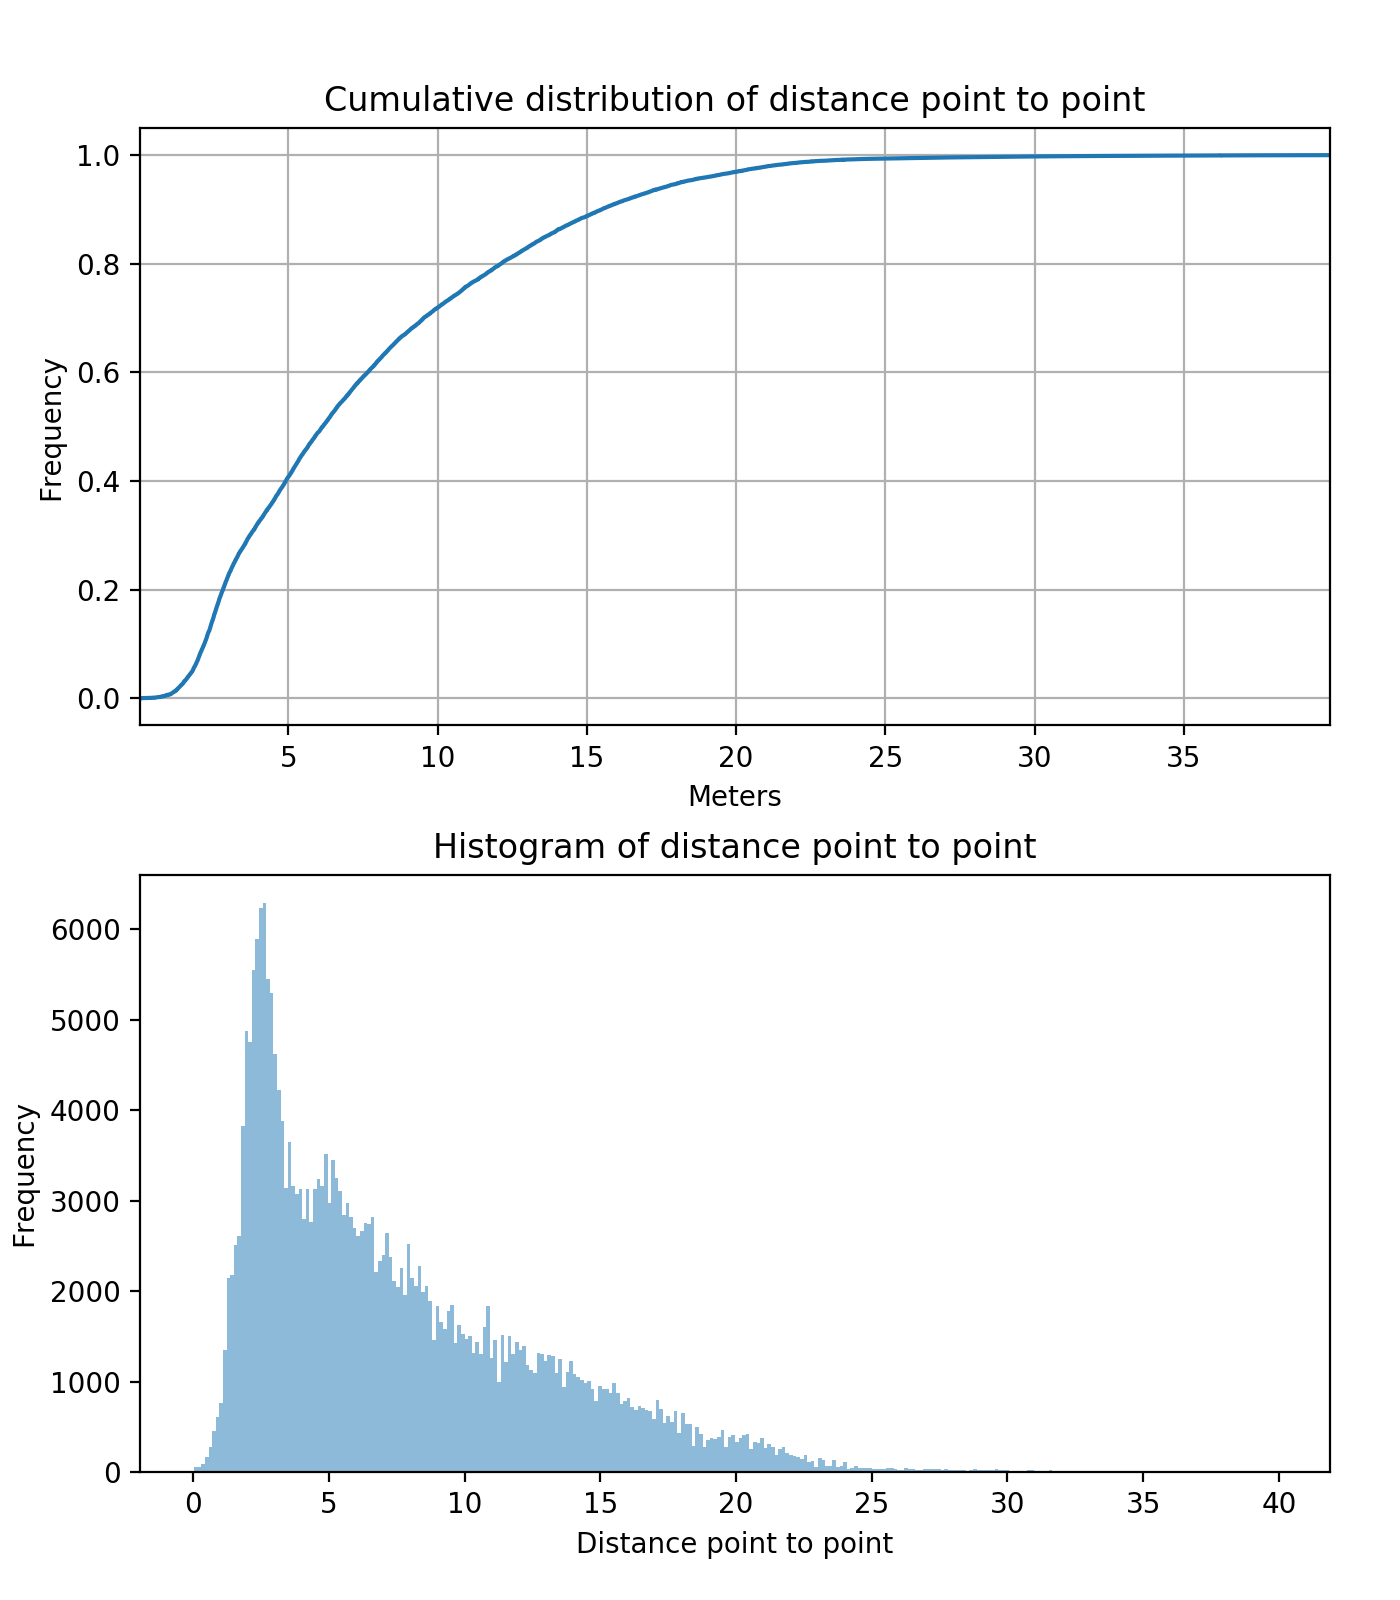 Cumulative distribution of distance point to point
1.0
0.8
0.6
0.4
0.2
0.0
Frequency
5 10 15 20 25 30 35
Meters
Histogram of distance point to point
6000
5000
4000
3000
2000
1000
0
Frequency
0 5 10 15 20 25 30 35 40
Distance point to point